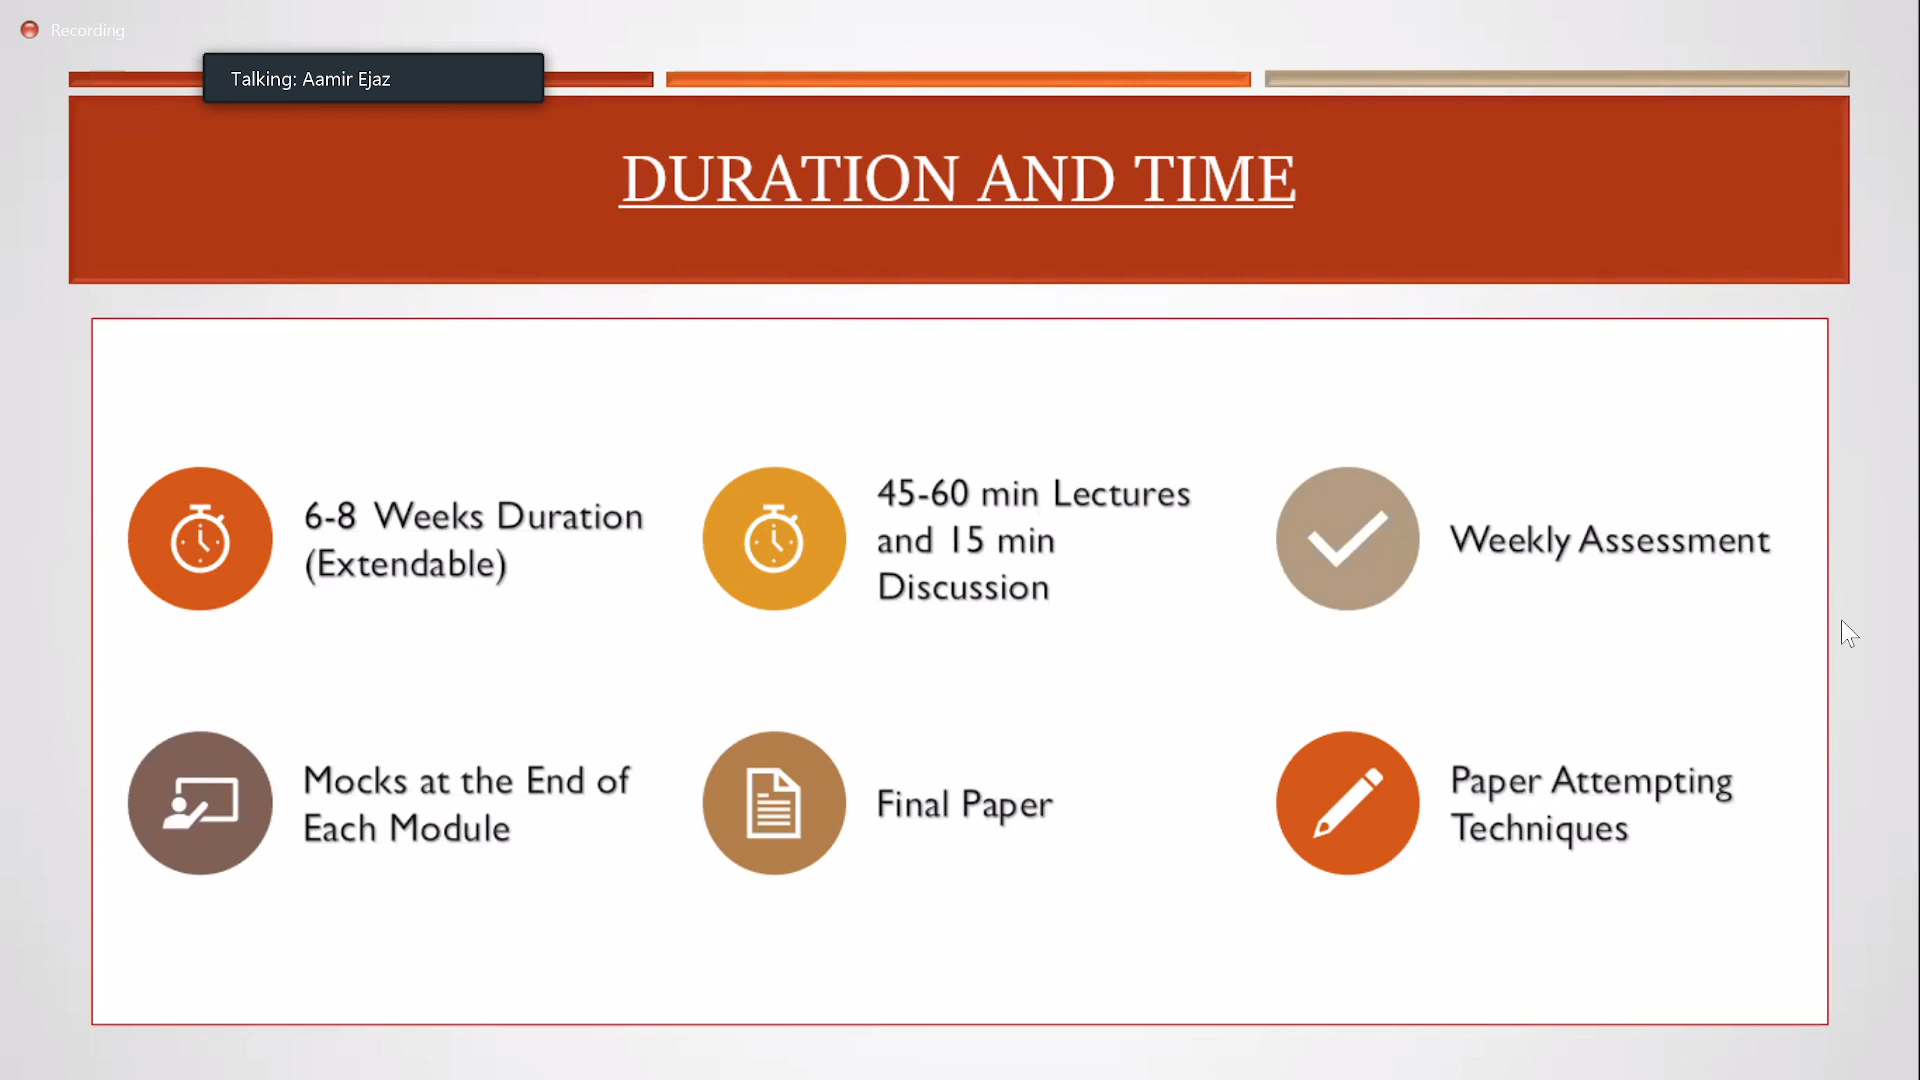 Recording
Talking: Aamir Ejaz
DURATION AND TIME
6-8 Weeks Duration
(Extendable)
45-60 min Lectures
and 15 min
Discussion
Weekly Assessment
Mocks at the End of
Each Module
Final Paper
Paper Attempting
Techniques